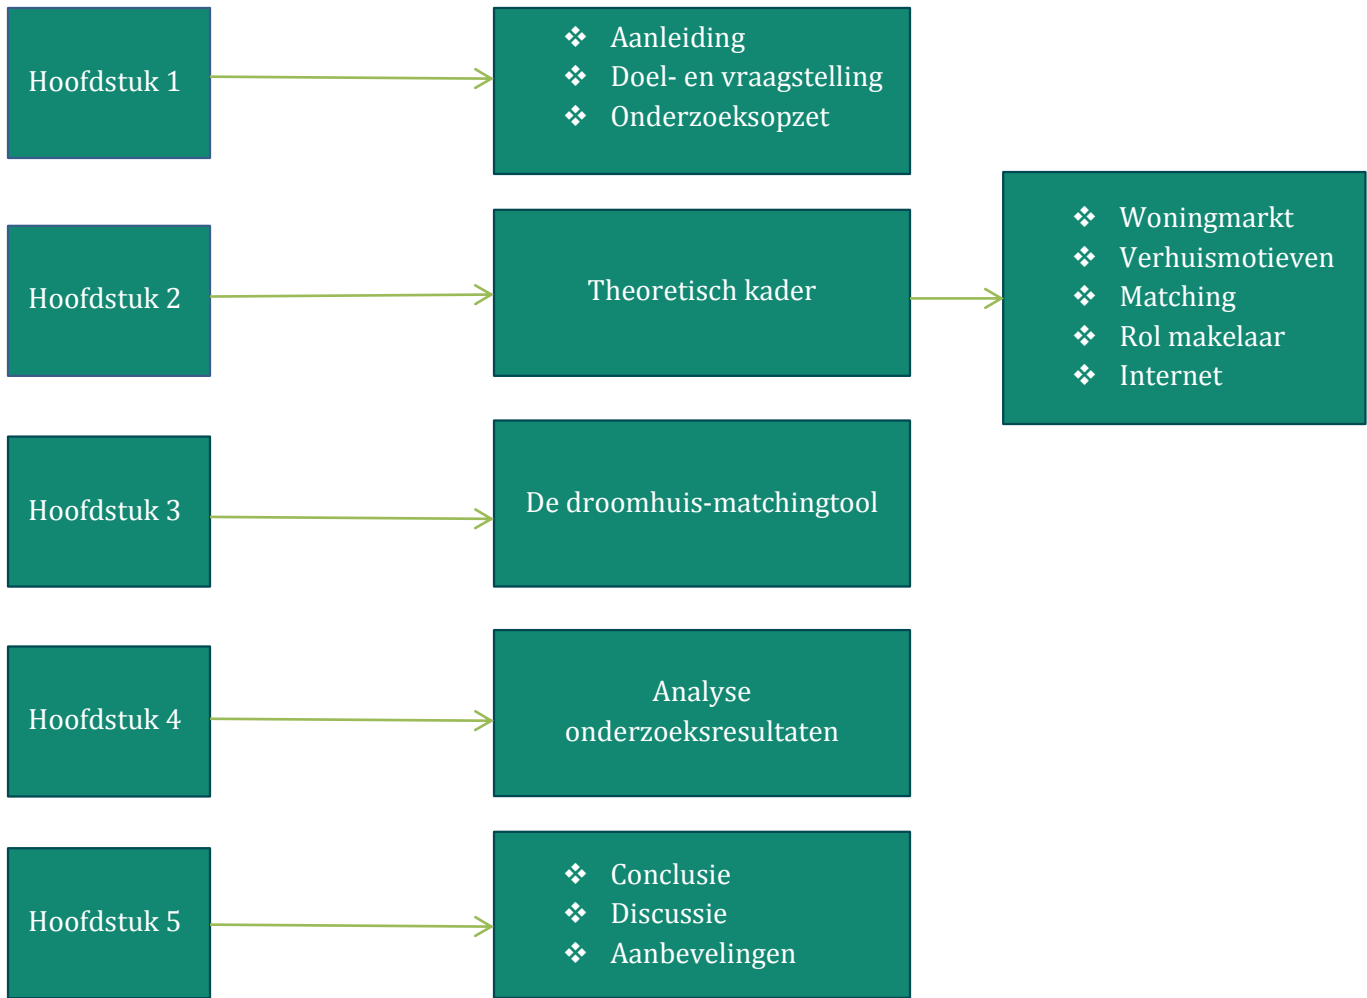 Hoofdstuk 1
❖ Aanleiding
❖ Doel- en vraagstelling
❖ Onderzoeksopzet
Hoofdstuk 2
Theoretisch kader
❖ Woningmarkt
❖ Verhuismotieven
❖ Matching
❖ Rol makelaar
❖ Internet
Hoofdstuk 3
De droomhuis-matchingtool
Hoofdstuk 4
Analyse
onderzoeksresultaten
Hoofdstuk 5
❖ Conclusie
❖ Discussie
❖ Aanbevelingen